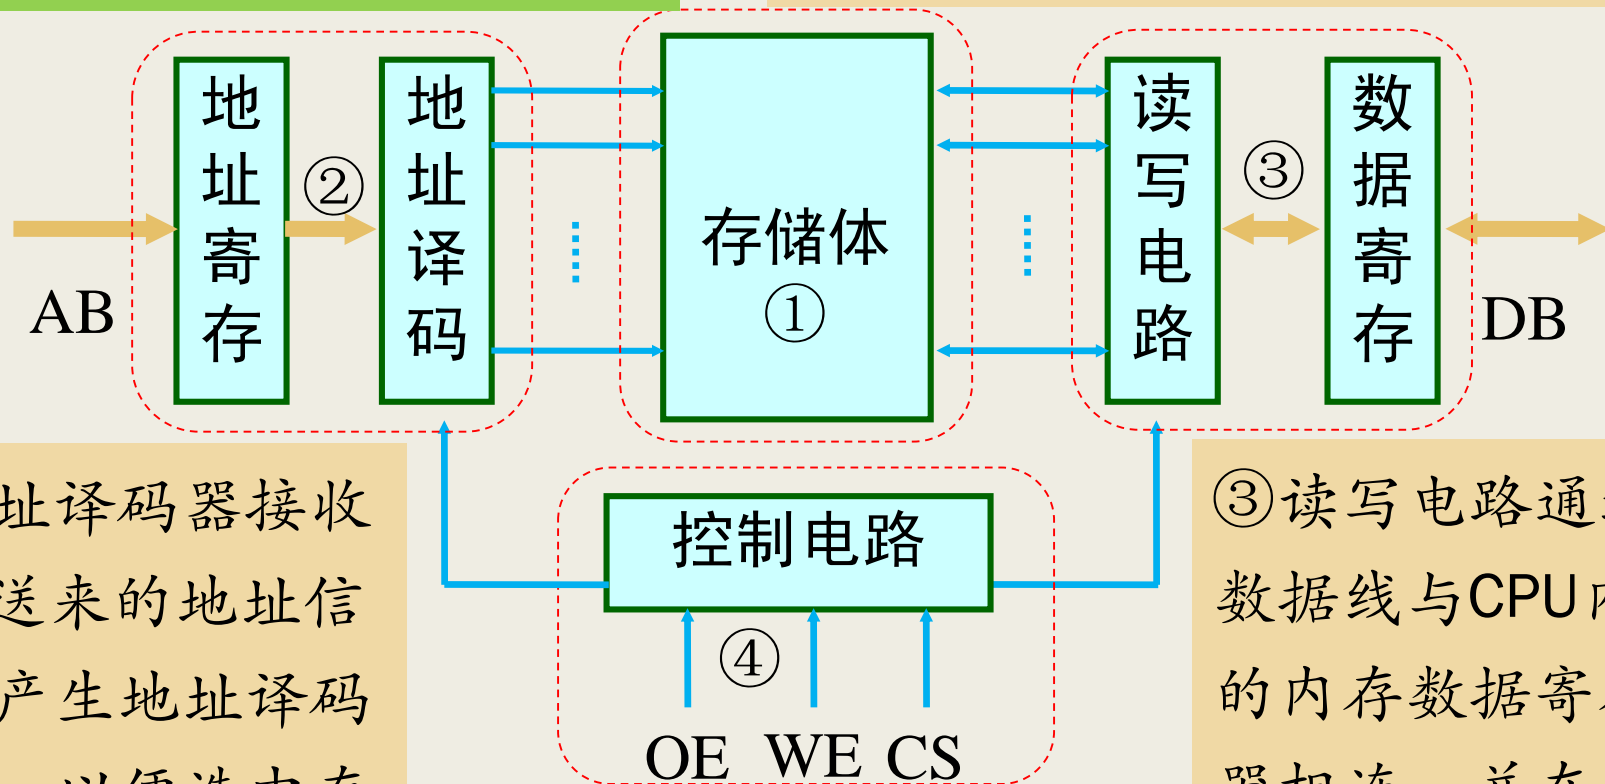 地址寄存
②
地址译码
存储体
①
读写电路
③
数据寄存
AB
DB
控制电路
④
OE WE CS
址译码器接收
送来的地址信
产生地址译码
③读写电路通
数据线与CPU内
的内存数据寄